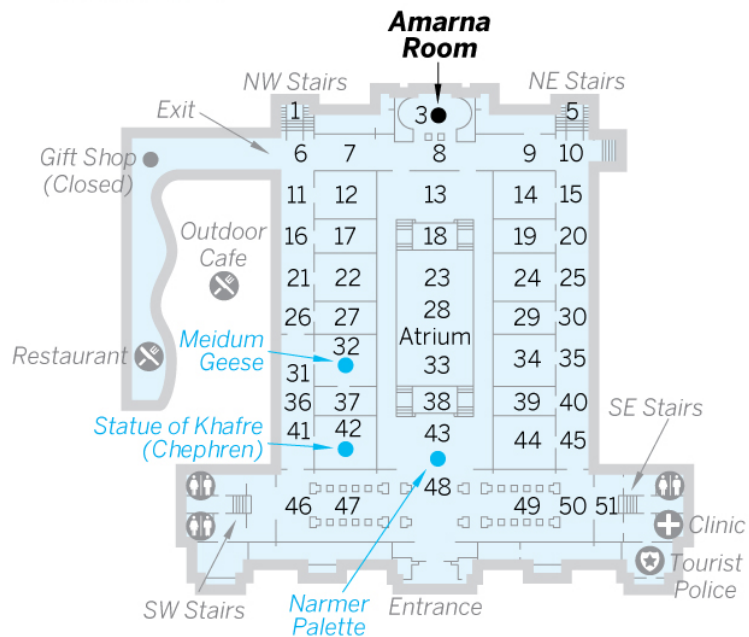 Amarna
Room
NW Stairs
NE Stairs
1
3
5
Exit
Gift Shop
(Closed)
6 7 8 9 10
11 12 13 14 15
Outdoor
Cafe
16 17 18 19 20
21 22 23 24 25
26 27 28 29 30
Atrium
Meidum
Geese
32
Restaurant
31 33 34 35
36 37 38 39 40
SE Stairs
Statue of Khafre
(Chephren)
41 42 43 44 45
46 47 48 49 50 51
Clinic
Tourist
Police
SW Stairs
Narmer
Palette
Entrance